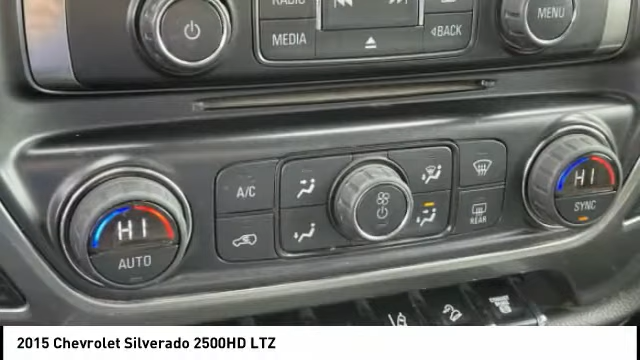 RADIO
MEDIA
BACK
MENU
HI
AUTO
A/C
REAR
HI
SYNC
2015 Chevrolet Silverado 2500HD LTZ